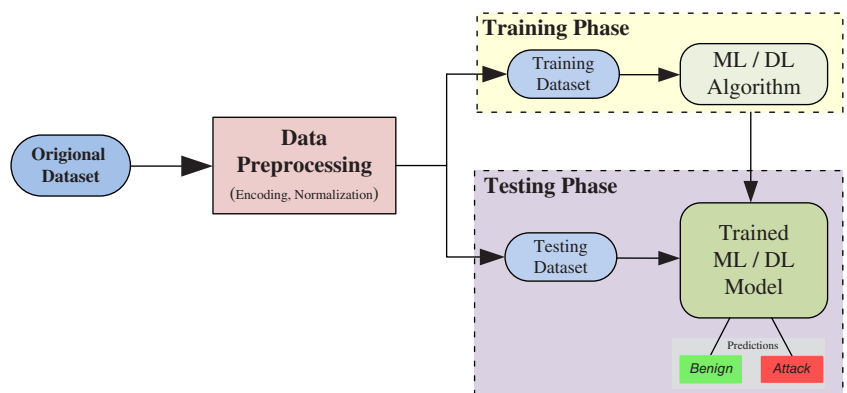 Training Phase
Training
Dataset
ML / DL
Algorithm
Origional
Dataset
Data
Preprocessing
(Encoding, Normalization)
Testing Phase
Testing
Dataset
Trained
ML / DL
Model
Predictions
Benign
Attack